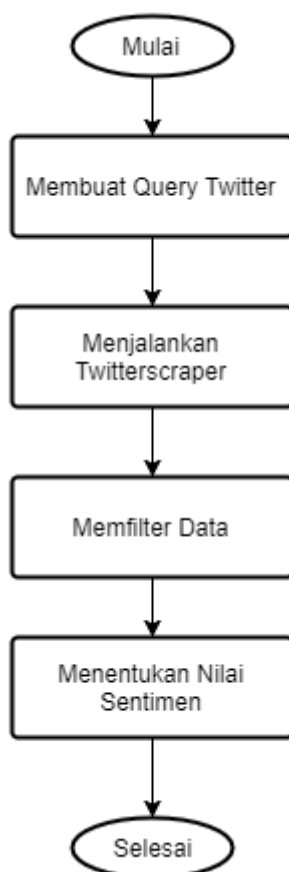 Mulai
Membuat Query Twitter
Menjalankan
Twitterscraper
Memfilter Data
Menentukan Nilai
Sentimen
Selesai